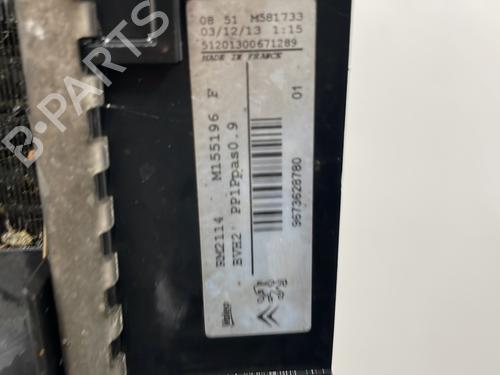 08 51 M581733
03/12/13 1:15
51201300671289
MADE IN FRANCE
RM2114 M155196 F
BVH2 PP1Ppas0.9
01
9673628780
Valeo
B-Parts